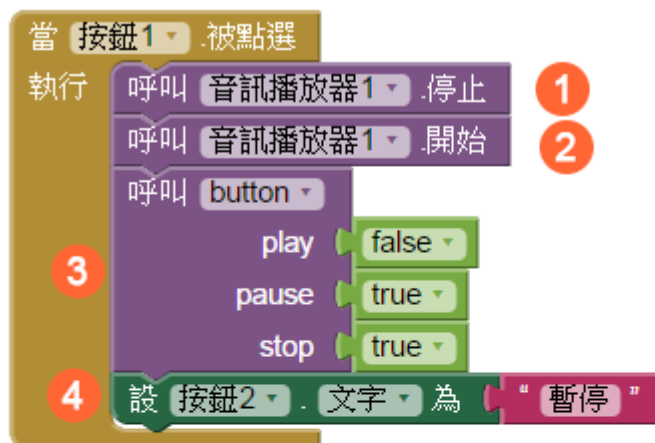 當 按鈕1 .被點選
執行 呼叫 音訊播放器1 .停止 1
呼叫 音訊播放器1 .開始 2
呼叫 button
play false
3
pause true
stop true
4 設 按鈕2 . 文字 為 “ 暫停 ”